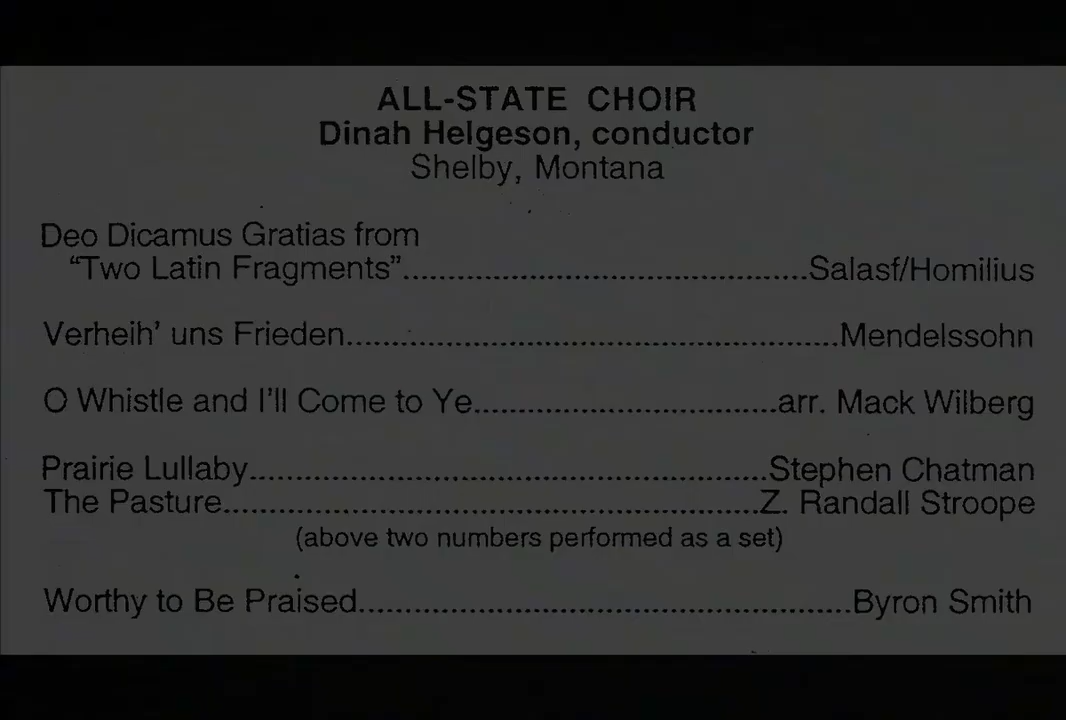 ALL-STATE CHOIR
Dinah Helgeson, conductor
Shelby, Montana
Deo Dicamus Gratias from
“Two Latin Fragments”........................................Salasf/Homilius
Verheih’ uns Frieden.................................................Mendelssohn
O Whistle and I’ll Come to Ye..............................arr. Mack Wilberg
Prairie Lullaby....................................................Stephen Chatman
The Pasture.....................................................Z. Randall Stroope
(above two numbers performed as a set)
Worthy to Be Praised.................................................Byron Smith